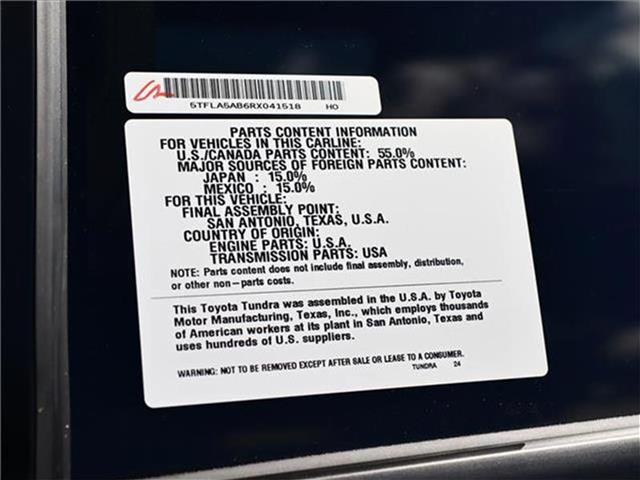 5TFLA5AB6RX041518 HO
PARTS CONTENT INFORMATION
FOR VEHICLES IN THIS CARLINE:
U.S./CANADA PARTS CONTENT: 55.0%
MAJOR SOURCES OF FOREIGN PARTS CONTENT:
JAPAN : 15.0%
MEXICO : 15.0%
FOR THIS VEHICLE:
FINAL ASSEMBLY POINT:
SAN ANTONIO, TEXAS, U.S.A.
COUNTRY OF ORIGIN:
ENGINE PARTS: U.S.A.
TRANSMISSION PARTS: USA
NOTE: Parts content does not include final assembly, distribution,
or other non-parts costs.
This Toyota Tundra was assembled in the U.S.A. by Toyota
Motor Manufacturing, Texas, Inc., which employs thousands
of American workers at its plant in San Antonio, Texas and
uses hundreds of U.S. suppliers.
WARNING: NOT TO BE REMOVED EXCEPT AFTER SALE OR LEASE TO A CONSUMER.
TUNDRA 24